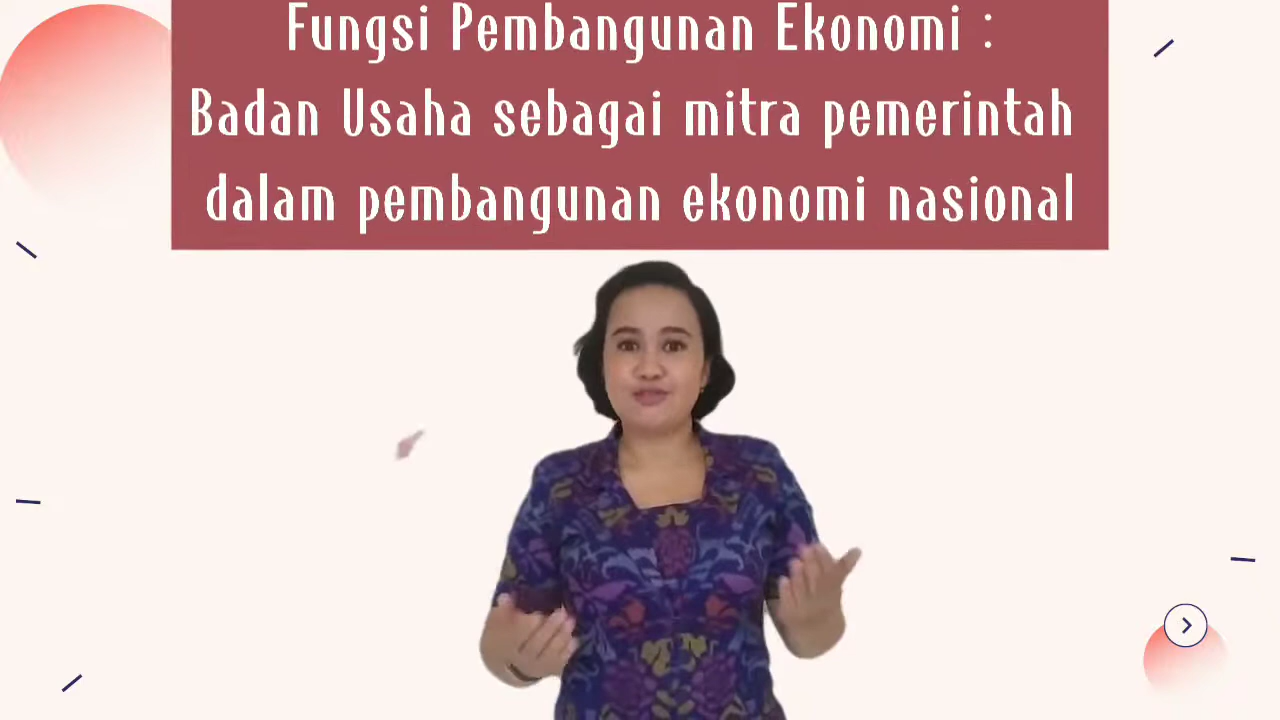 Fungsi Pembangunan Ekonomi :
Badan Usaha sebagai mitra pemerintah
dalam pembangunan ekonomi nasional